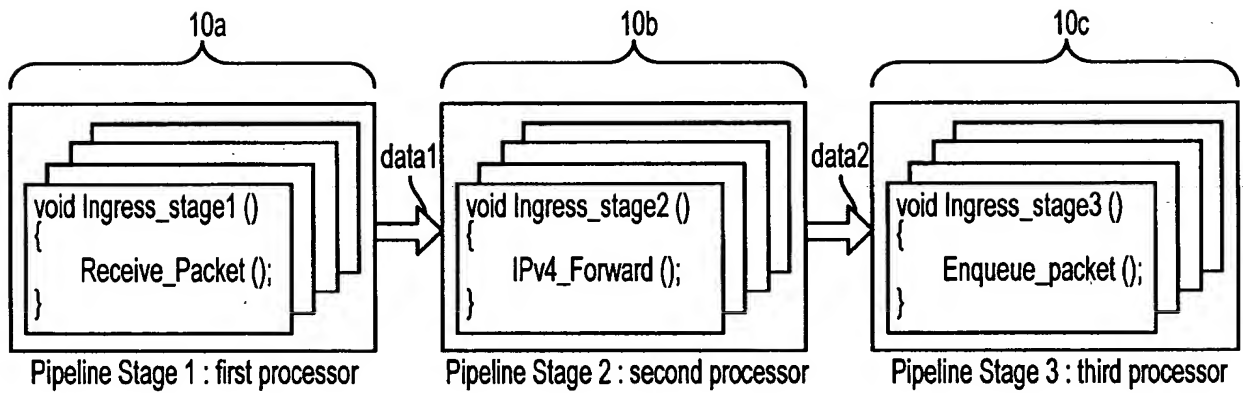 10a
10b
10c
data1
data2
void Ingress_stage1 ()
{
Receive_Packet ();
}
void Ingress_stage2 ()
{
IPv4_Forward ();
}
void Ingress_stage3 ()
{
Enqueue_packet ();
}
Pipeline Stage 1 : first processor
Pipeline Stage 2 : second processor
Pipeline Stage 3 : third processor